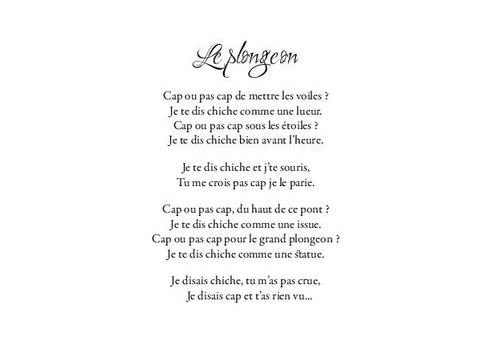 Le plongeon
Cap ou pas cap de mettre les voiles ?
Je te dis chiche comme une lueur.
Cap ou pas cap sous les étoiles ?
Je te dis chiche bien avant l'heure.
Je te dis chiche et j'te souris,
Tu me crois pas cap je le parie.
Cap ou pas cap, du haut de ce pont ?
Je te dis chiche comme une issue.
Cap ou pas cap pour le grand plongeon ?
Je te dis chiche comme une statue.
Je disais chiche, tu m'as pas crue,
Je disais cap et t'as rien vu...